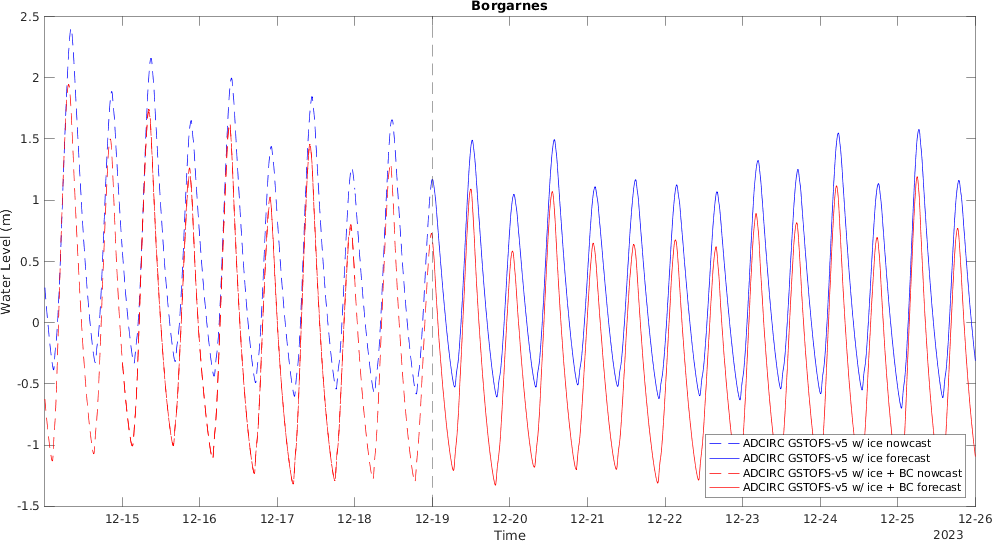 Borgarnes
2.5
2
1.5
1
0.5
0
-0.5
-1
-1.5
Water Level (m)
ADCIRC GSTOFS-v5 w/ ice nowcast
ADCIRC GSTOFS-v5 w/ ice forecast
ADCIRC GSTOFS-v5 w/ ice + BC nowcast
ADCIRC GSTOFS-v5 w/ ice + BC forecast
12-15 12-16 12-17 12-18 12-19 12-20 12-21 12-22 12-23 12-24 12-25 12-26
Time
2023